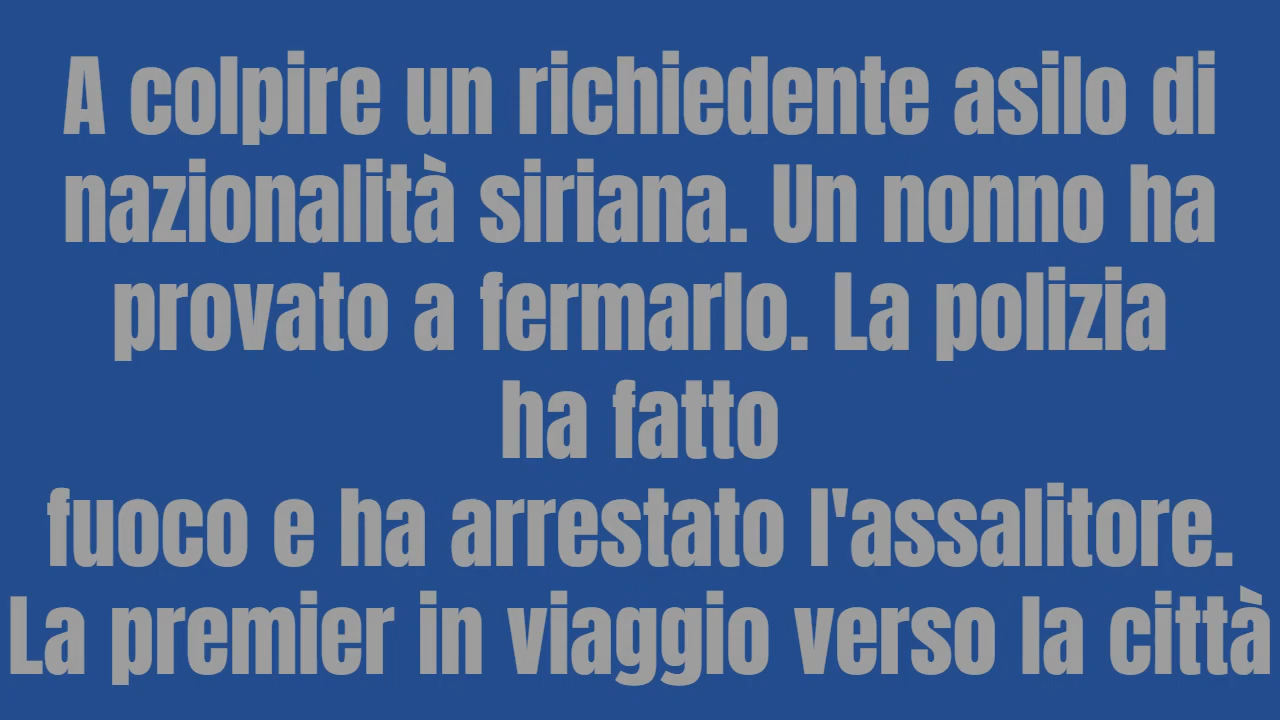 A colpire un richiedente asilo di
nazionalità siriana. Un nonno ha
provato a fermarlo. La polizia
ha fatto
fuoco e ha arrestato l'assalitore.
La premier in viaggio verso la città